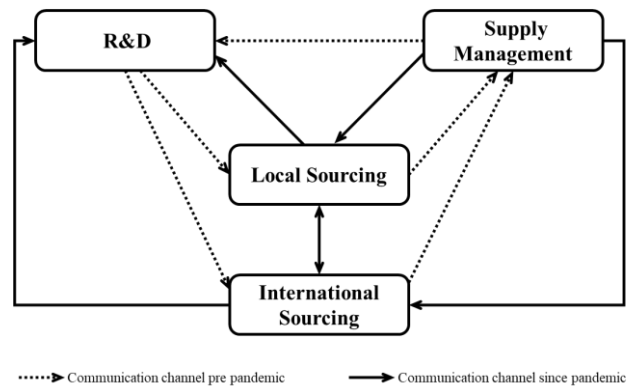 R&D
Supply
Management
Local Sourcing
International
Sourcing
Communication channel pre pandemic
Communication channel since pandemic